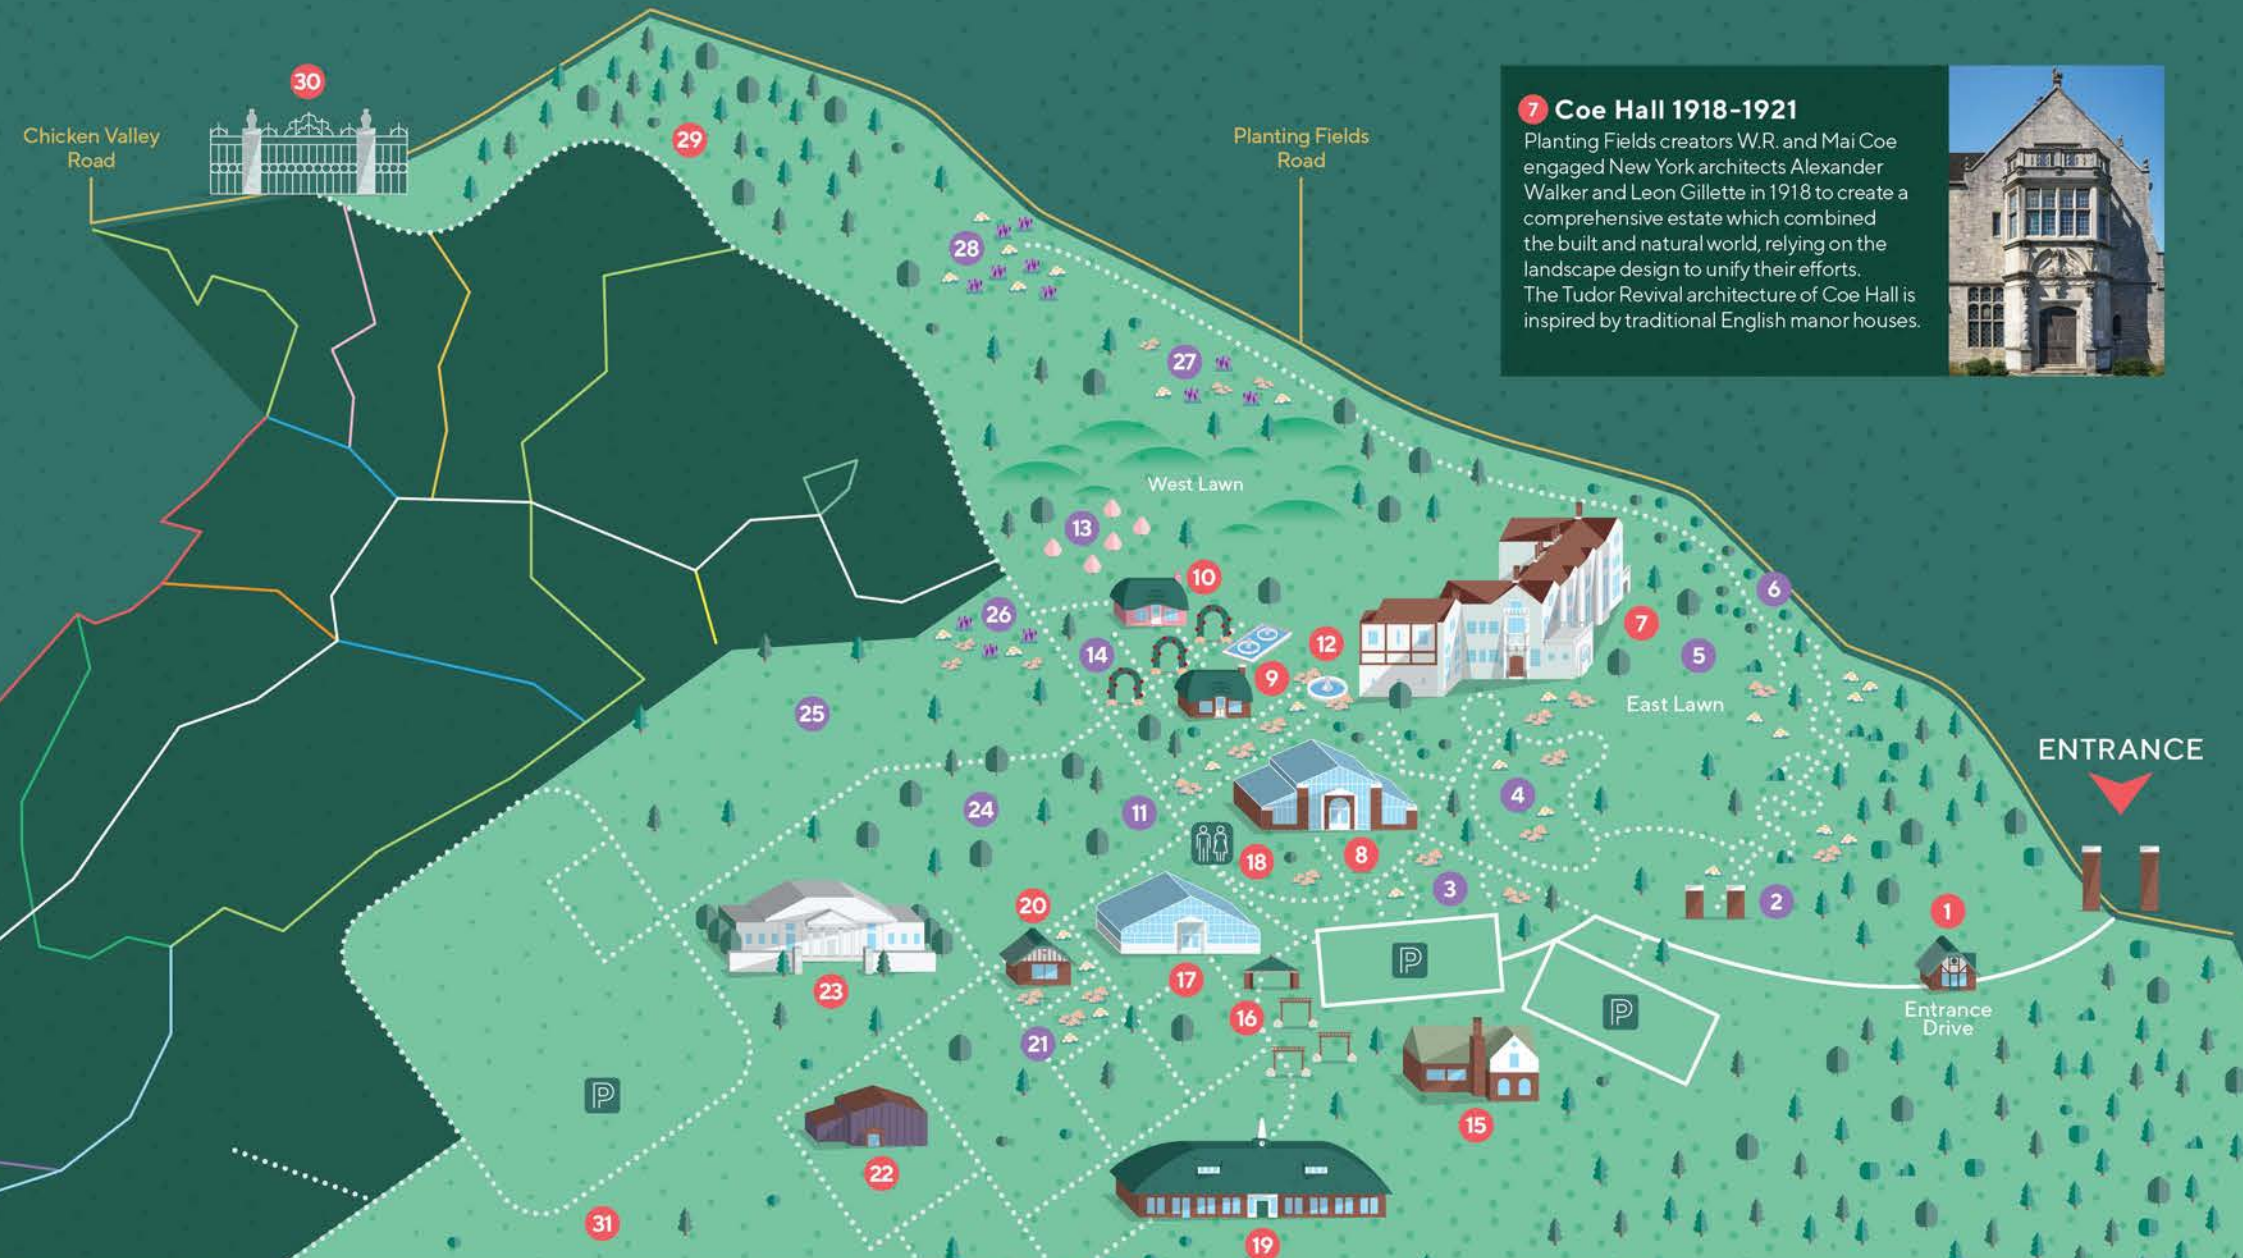 30
Chicken Valley
Road
29
Planting Fields
Road
7 Coe Hall 1918-1921
Planting Fields creators W.R. and Mai Coe
engaged New York architects Alexander
Walker and Leon Gillette in 1918 to create a
comprehensive estate which combined
the built and natural world, relying on the
landscape design to unify their efforts.
The Tudor Revival architecture of Coe Hall is
inspired by traditional English manor houses.
28
27
West Lawn
13
10
6
26
12
7
14
5
9
25
East Lawn
ENTRANCE
4
24
11
18
8
3
2
20
1
P
23
17
P
16
Entrance
Drive
21
P
15
22
31
19